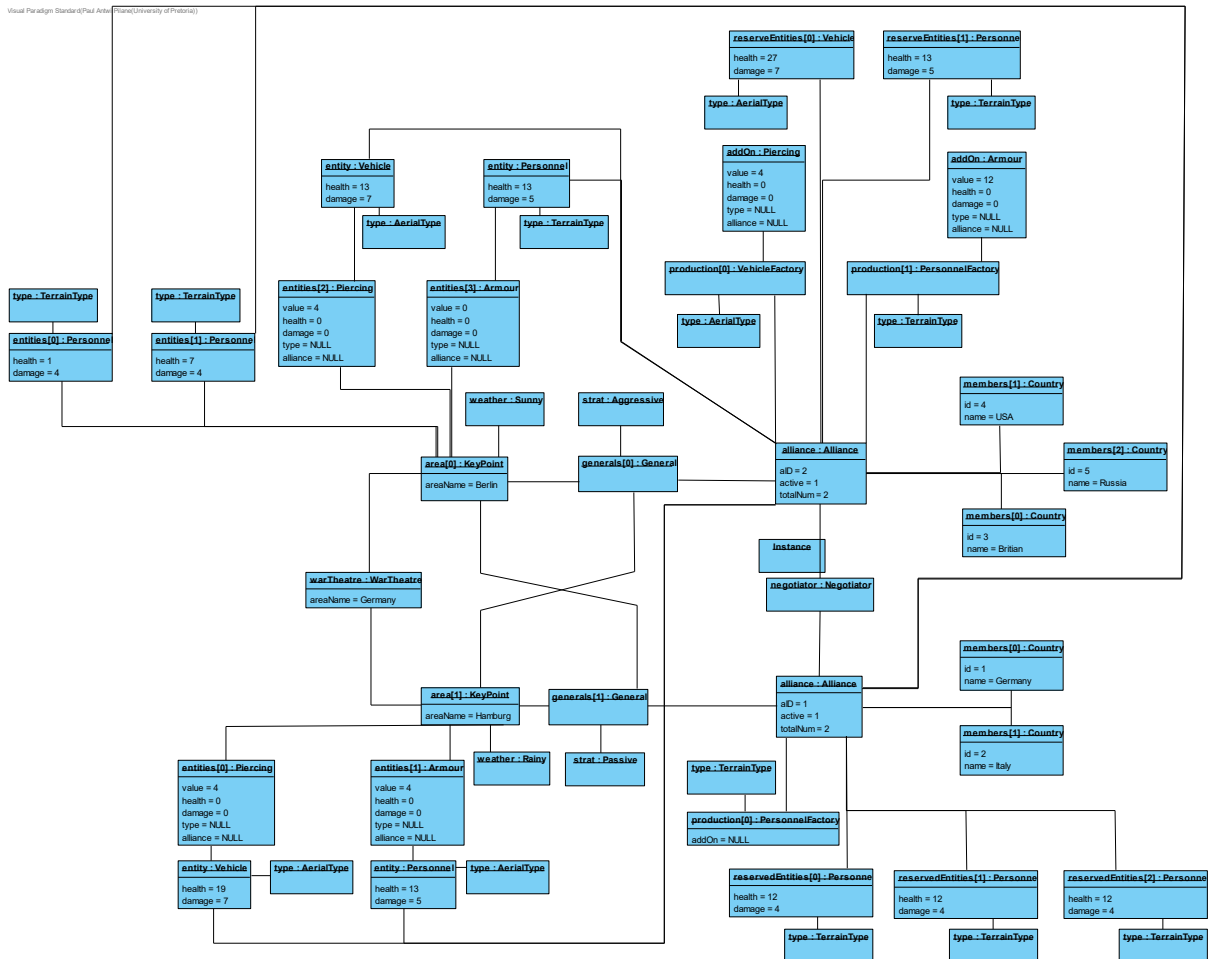 Visual Paradigm Standard(Paul Antwi Pilane(University of Pretoria))
reserveEntities[0] : Vehicle
health = 27
damage = 7
reserveEntities[1] : Personne
health = 13
damage = 5
type : AerialType
type : TerrainType
addOn : Piercing
value = 4
health = 0
damage = 0
type = NULL
alliance = NULL
addOn : Armour
value = 12
health = 0
damage = 0
type = NULL
alliance = NULL
entity : Vehicle
health = 13
damage = 7
entity : Personnel
health = 13
damage = 5
type : AerialType
type : TerrainType
production[0] : VehicleFactory
production[1] : PersonnelFactory
type : AerialType
type : TerrainType
type : TerrainType
type : TerrainType
entities[0] : Personnel
health = 1
damage = 4
entities[1] : Personnel
health = 7
damage = 4
entities[2] : Piercing
value = 4
health = 0
damage = 0
type = NULL
alliance = NULL
entities[3] : Armour
value = 0
health = 0
damage = 0
type = NULL
alliance = NULL
weather : Sunny
strat : Aggressive
members[1] : Country
id = 4
name = USA
area[0] : KeyPoint
areaName = Berlin
generals[0] : General
alliance : Alliance
aID = 2
active = 1
totalNum = 2
members[2] : Country
id = 5
name = Russia
members[0] : Country
id = 3
name = Britian
Instance
negotiator : Negotiator
warTheatre : WarTheatre
areaName = Germany
members[0] : Country
id = 1
name = Germany
area[1] : KeyPoint
areaName = Hamburg
generals[1] : General
alliance : Alliance
aID = 1
active = 1
totalNum = 2
members[1] : Country
id = 2
name = Italy
weather : Rainy
strat : Passive
type : TerrainType
production[0] : PersonnelFactory
addOn = NULL
entities[0] : Piercing
value = 4
health = 0
damage = 0
type = NULL
alliance = NULL
entities[1] : Armour
value = 4
health = 0
damage = 0
type = NULL
alliance = NULL
entity : Vehicle
health = 19
damage = 7
type : AerialType
entity : Personnel
health = 13
damage = 5
type : AerialType
reservedEntities[0] : Personne
health = 12
damage = 4
reservedEntities[1] : Personne
health = 12
damage = 4
reservedEntities[2] : Personne
health = 12
damage = 4
type : TerrainType
type : TerrainType
type : TerrainType